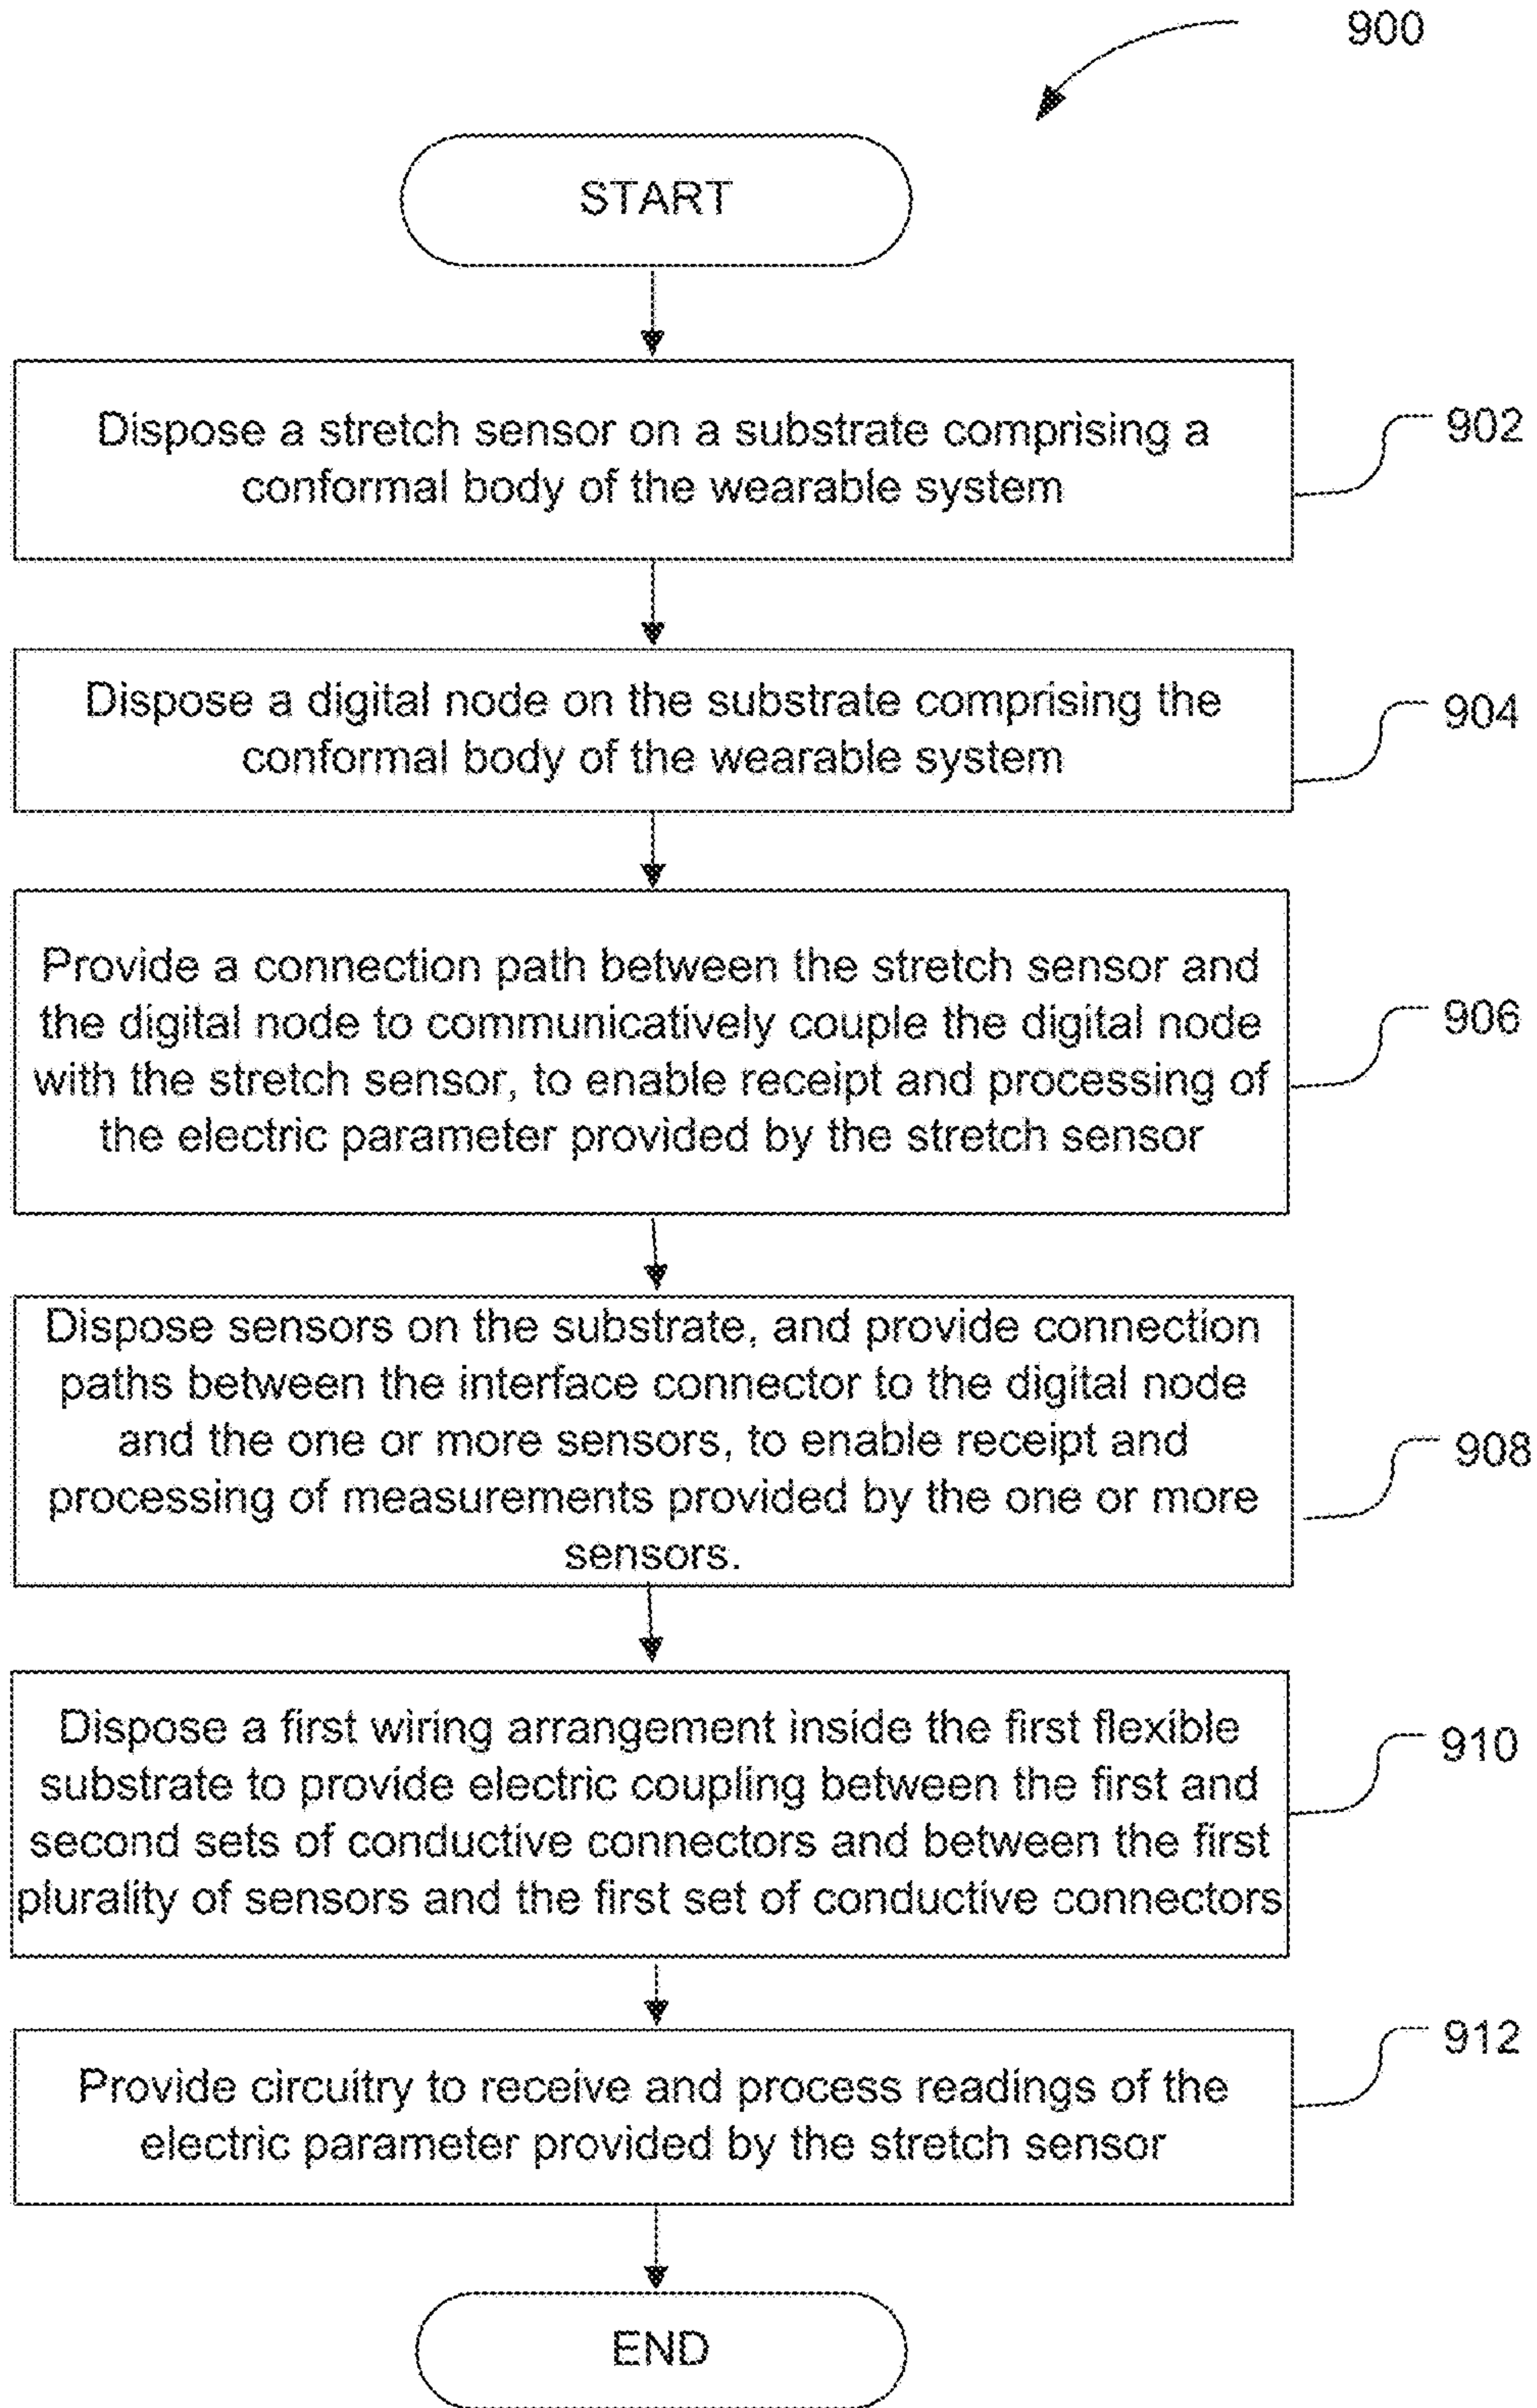 900
START
Dispose a stretch sensor on a substrate comprising a
conformal body of the wearable system
902
Dispose a digital node on the substrate comprising the
conformal body of the wearable system
904
Provide a connection path between the stretch sensor and
the digital node to communicatively couple the digital node
with the stretch sensor, to enable receipt and processing of
the electric parameter provided by the stretch sensor
906
Dispose sensors on the substrate, and provide connection
paths between the interface connector to the digital node
and the one or more sensors, to enable receipt and
processing of measurements provided by the one or more
sensors.
908
Dispose a first wiring arrangement inside the first flexible
substrate to provide electric coupling between the first and
second sets of conductive connectors and between the first
plurality of sensors and the first set of conductive connectors
910
Provide circuitry to receive and process readings of the
electric parameter provided by the stretch sensor
912
END